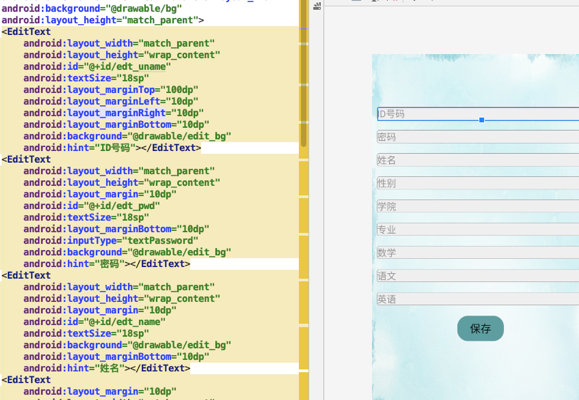 android:background="@drawable/bg"
android:layout_height="match_parent">
<EditText
android:layout_width="match_parent"
android:layout_height="wrap_content"
android:id="@+id/edt_uname"
android:textSize="18sp"
android:layout_marginTop="100dp"
android:layout_marginLeft="10dp"
android:layout_marginRight="10dp"
android:layout_marginBottom="10dp"
android:background="@drawable/edit_bg"
android:hint="ID号码"></EditText>
<EditText
android:layout_width="match_parent"
android:layout_height="wrap_content"
android:layout_margin="10dp"
android:id="@+id/edt_pwd"
android:textSize="18sp"
android:layout_marginBottom="10dp"
android:inputType="textPassword"
android:background="@drawable/edit_bg"
android:hint="密码"></EditText>
<EditText
android:layout_width="match_parent"
android:layout_height="wrap_content"
android:layout_margin="10dp"
android:id="@+id/edt_name"
android:textSize="18sp"
android:background="@drawable/edit_bg"
android:layout_marginBottom="10dp"
android:hint="姓名"></EditText>
<EditText
android:layout_margin="10dp"
ID号码
密码
姓名
性别
学院
专业
数学
语文
英语
保存